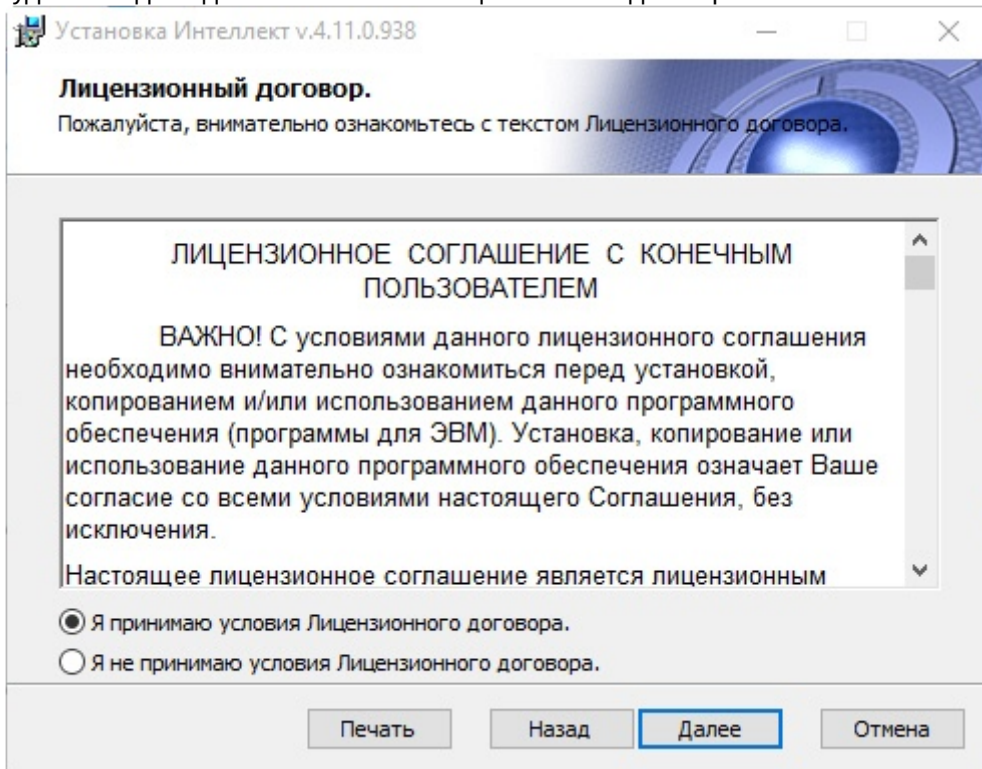 Установка Интеллект v.4.11.0.938
Лицензионный договор.
Пожалуйста, внимательно ознакомьтесь с текстом Лицензионного договора.
ЛИЦЕНЗИОННОЕ СОГЛАШЕНИЕ С КОНЕЧНЫМ
ПОЛЬЗОВАТЕЛЕМ
ВАЖНО! С условиями данного лицензионного соглашения
необходимо внимательно ознакомиться перед установкой,
копированием и/или использованием данного программного
обеспечения (программы для ЭВМ). Установка, копирование или
использование данного программного обеспечения означает Ваше
согласие со всеми условиями настоящего Соглашения, без
исключения.
Настоящее лицензионное соглашение является лицензионным
Я принимаю условия Лицензионного договора.
Я не принимаю условия Лицензионного договора.
Печать Назад Далее Отмена